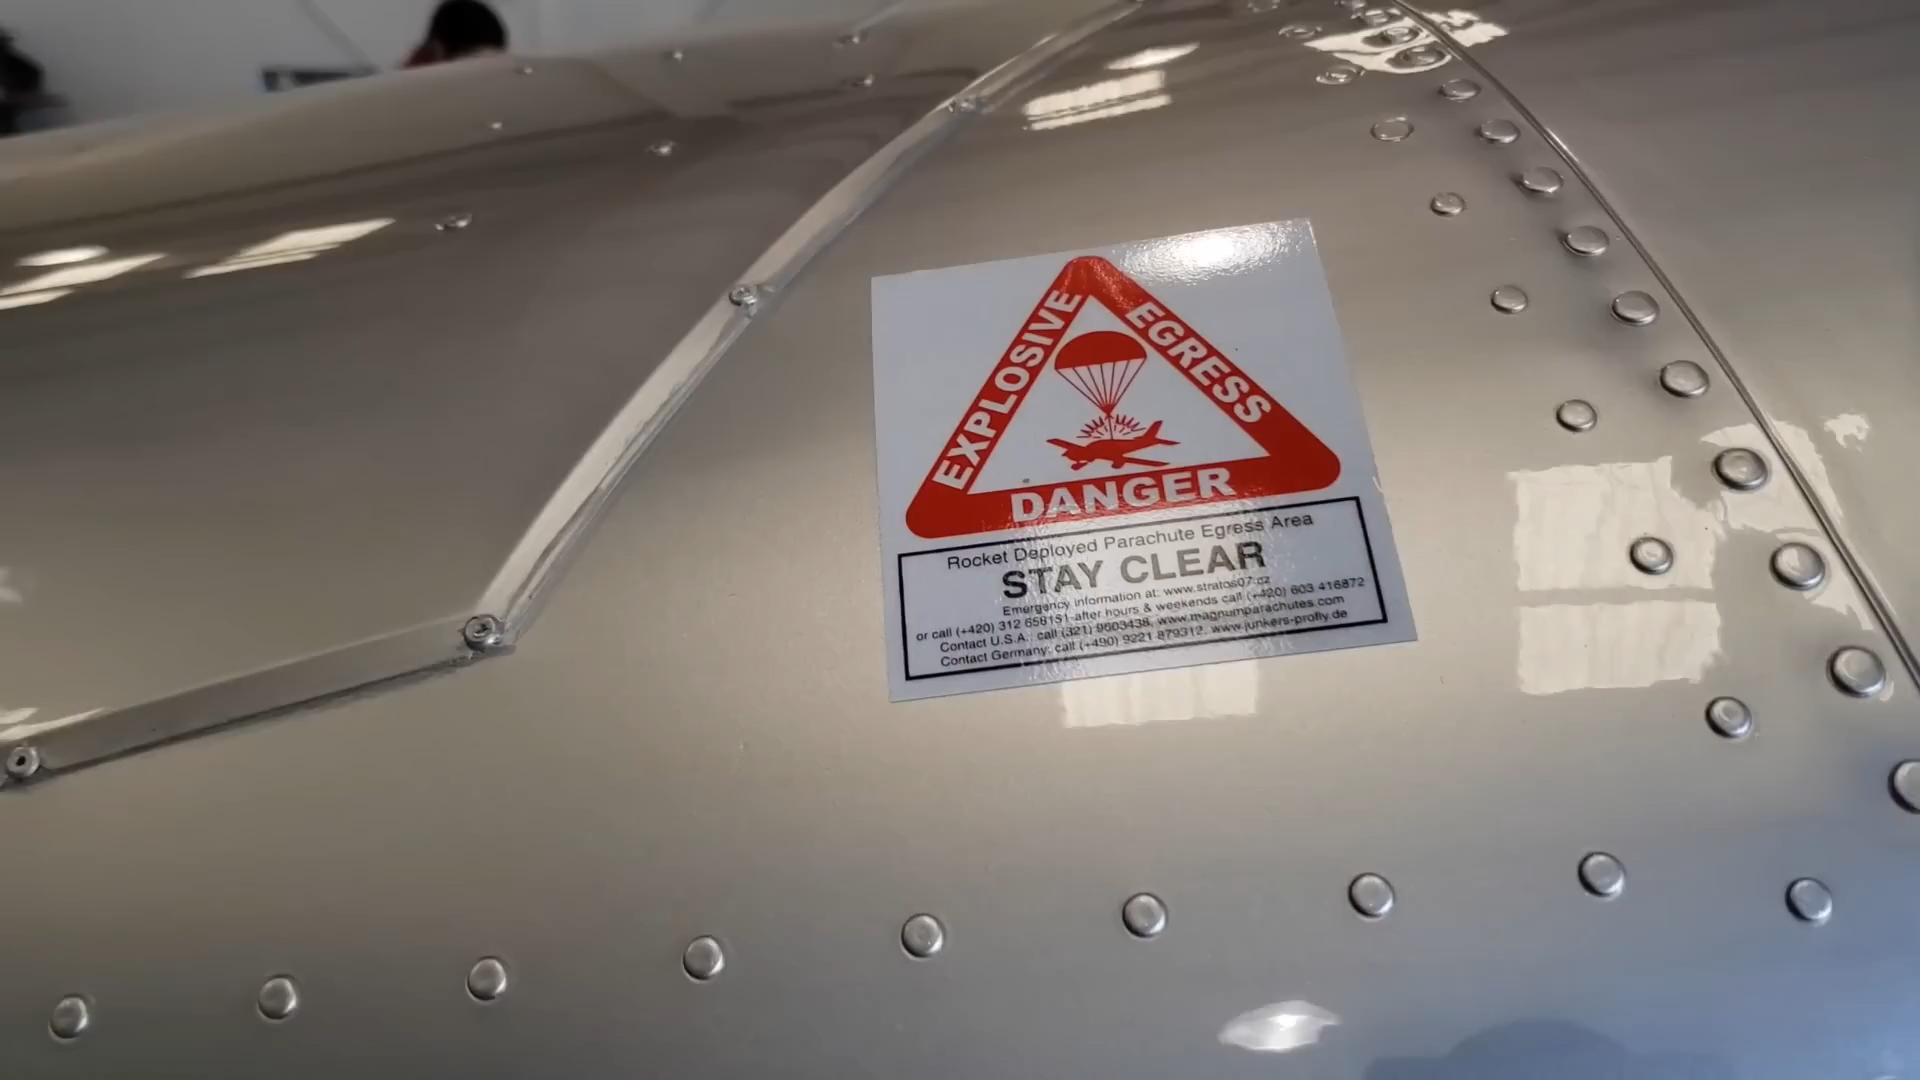 EXPLOSIVE
EGRESS
DANGER
Rocket Deployed Parachute Egress Area
STAY CLEAR
Emergency information at: www.stratos07.cz
or call (+420) 312 658151-after hours & weekends call (+420) 603 416872
Contact U.S.A.: call (321) 9603438, www.magnumparachutes.com
Contact Germany: call (+490) 9221 879312, www.junkers-profly.de